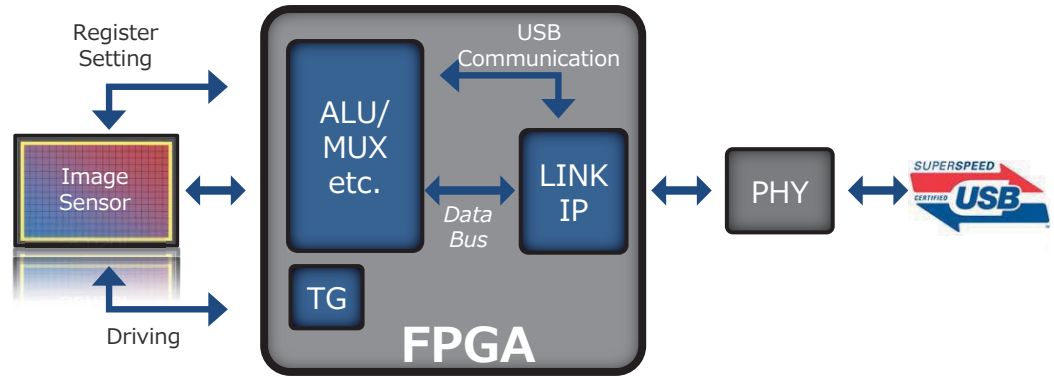 Register
Setting
USB
Communication
ALU/
MUX
etc.
Image
Sensor
LINK
IP
Data
Bus
PHY
SUPERSPEED
CERTIFIED
USB
TG
Driving
FPGA